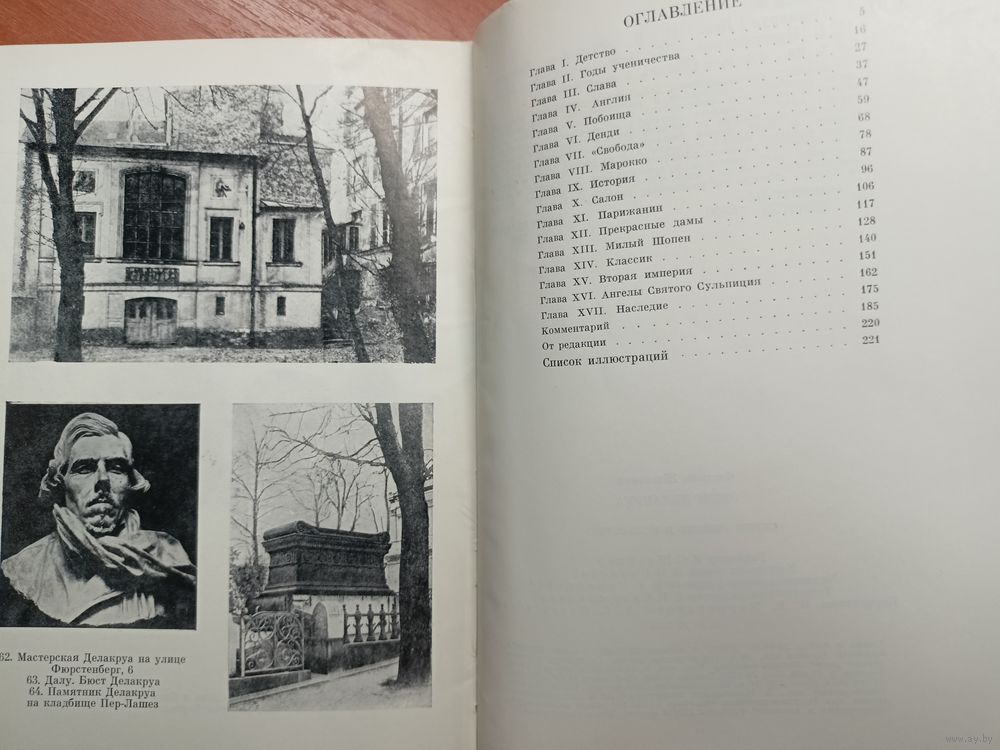 62. Мастерская Делакруа на улице
Фюрстенберг, 6
63. Далу. Бюст Делакруа
64. Памятник Делакруа
на кладбище Пер-Лашез
ОГЛАВЛЕНИЕ
Глава I. Детство . . . . . . . . . . 5
Глава II. Годы ученичества . . . . . . . . . . 16
Глава III. Слава . . . . . . . . . . 27
Глава IV. Англия . . . . . . . . . . 37
Глава V. Побоища . . . . . . . . . . 47
Глава VI. Денди . . . . . . . . . . 59
Глава VII. «Свобода» . . . . . . . . . . 68
Глава VIII. Марокко . . . . . . . . . . 78
Глава IX. История . . . . . . . . . . 87
Глава X. Салон . . . . . . . . . . 96
Глава XI. Парижанин . . . . . . . . . . 106
Глава XII. Прекрасные дамы . . . . . . . . . . 117
Глава XIII. Милый Шопен . . . . . . . . . . 128
Глава XIV. Классик . . . . . . . . . . 140
Глава XV. Вторая империя . . . . . . . . . . 151
Глава XVI. Ангелы Святого Сульпиция . . . . . . . . . . 162
Глава XVII. Наследие . . . . . . . . . . 175
Комментарий . . . . . . . . . . 185
От редакции . . . . . . . . . . 220
Список иллюстраций . . . . . . . . . . 221
www.ay.by